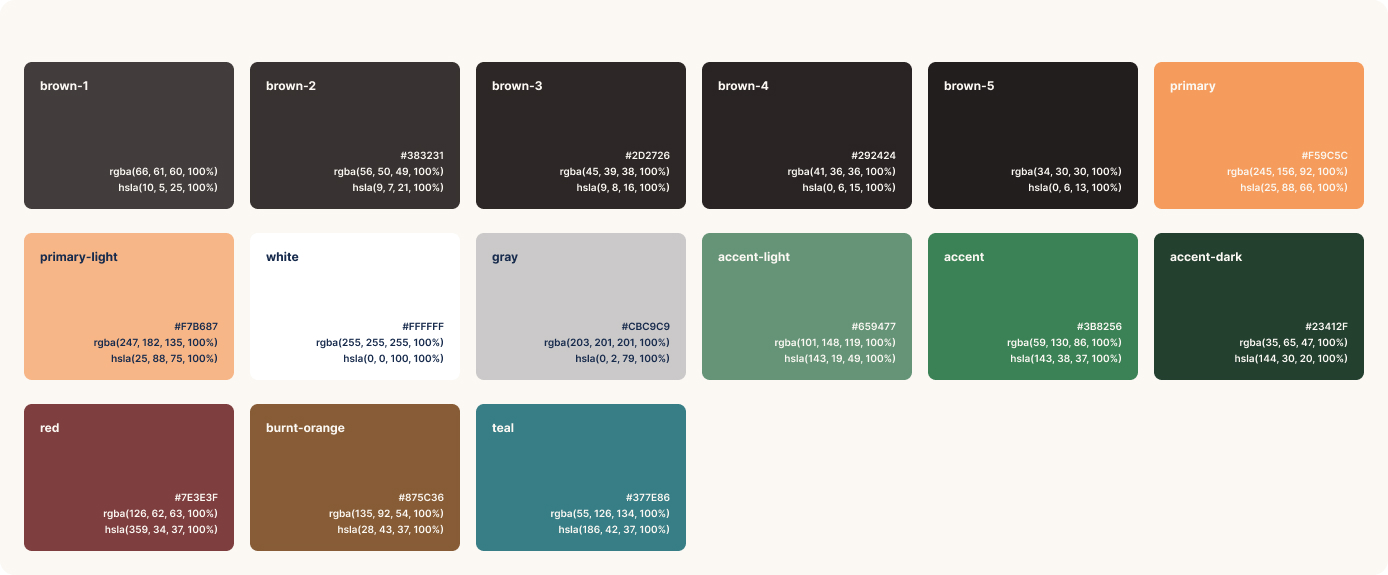 brown-1
rgba(66, 61, 60, 100%)
hsla(10, 5, 25, 100%)
brown-2
#383231
rgba(56, 50, 49, 100%)
hsla(9, 7, 21, 100%)
brown-3
#2D2726
rgba(45, 39, 38, 100%)
hsla(9, 8, 16, 100%)
brown-4
#292424
rgba(41, 36, 36, 100%)
hsla(0, 6, 15, 100%)
brown-5
rgba(34, 30, 30, 100%)
hsla(0, 6, 13, 100%)
primary
#F59C5C
rgba(245, 156, 92, 100%)
hsla(25, 88, 66, 100%)
primary-light
#F7B687
rgba(247, 182, 135, 100%)
hsla(25, 88, 75, 100%)
white
#FFFFFF
rgba(255, 255, 255, 100%)
hsla(0, 0, 100, 100%)
gray
#CBC9C9
rgba(203, 201, 201, 100%)
hsla(0, 2, 79, 100%)
accent-light
#659477
rgba(101, 148, 119, 100%)
hsla(143, 19, 49, 100%)
accent
#3B8256
rgba(59, 130, 86, 100%)
hsla(143, 38, 37, 100%)
accent-dark
#23412F
rgba(35, 65, 47, 100%)
hsla(144, 30, 20, 100%)
red
#7E3E3F
rgba(126, 62, 63, 100%)
hsla(359, 34, 37, 100%)
burnt-orange
#875C36
rgba(135, 92, 54, 100%)
hsla(28, 43, 37, 100%)
teal
#377E86
rgba(55, 126, 134, 100%)
hsla(186, 42, 37, 100%)